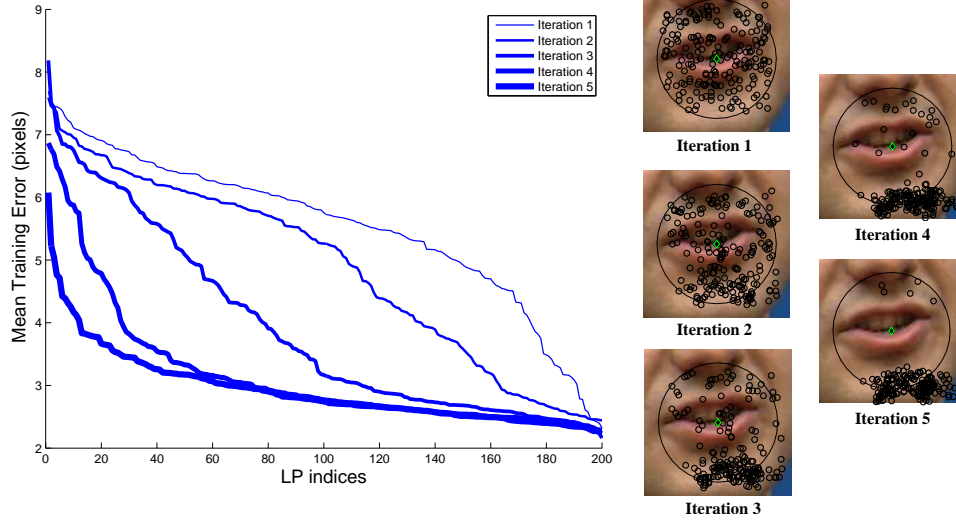 9
8
7
6
5
4
3
2
Mean Training Error (pixels)
0 20 40 60 80 100 120 140 160 180 200
LP indices
Iteration 1
Iteration 2
Iteration 3
Iteration 4
Iteration 5
Iteration 1
Iteration 2
Iteration 3
Iteration 4
Iteration 5